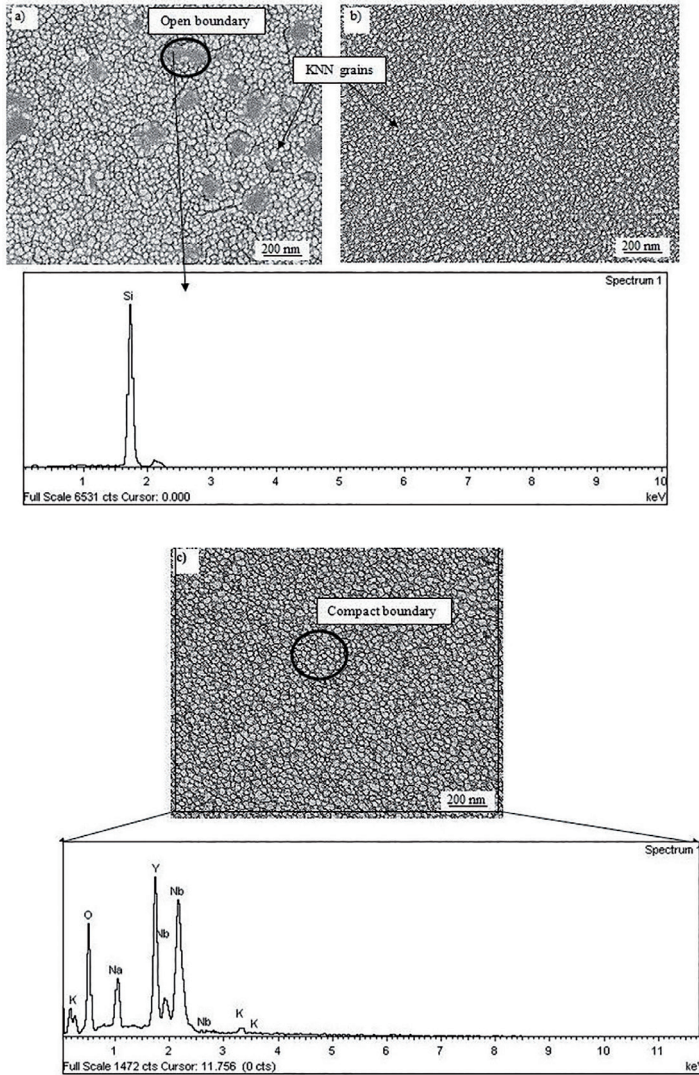 a)
Open boundary
b)
KNN grains
200 nm
200 nm
Spectrum 1
Si
1 2 3 4 5 6 7 8 9 10
Full Scale 6531 cts Cursor: 0.000 keV
c)
Compact boundary
200 nm
Spectrum
Y
Nb
O
Nb
Na
K
Nb
K
K
1 2 3 4 5 6 7 8 9 10 11
Full Scale 1472 cts Cursor: 11.756 (0 cts) ke